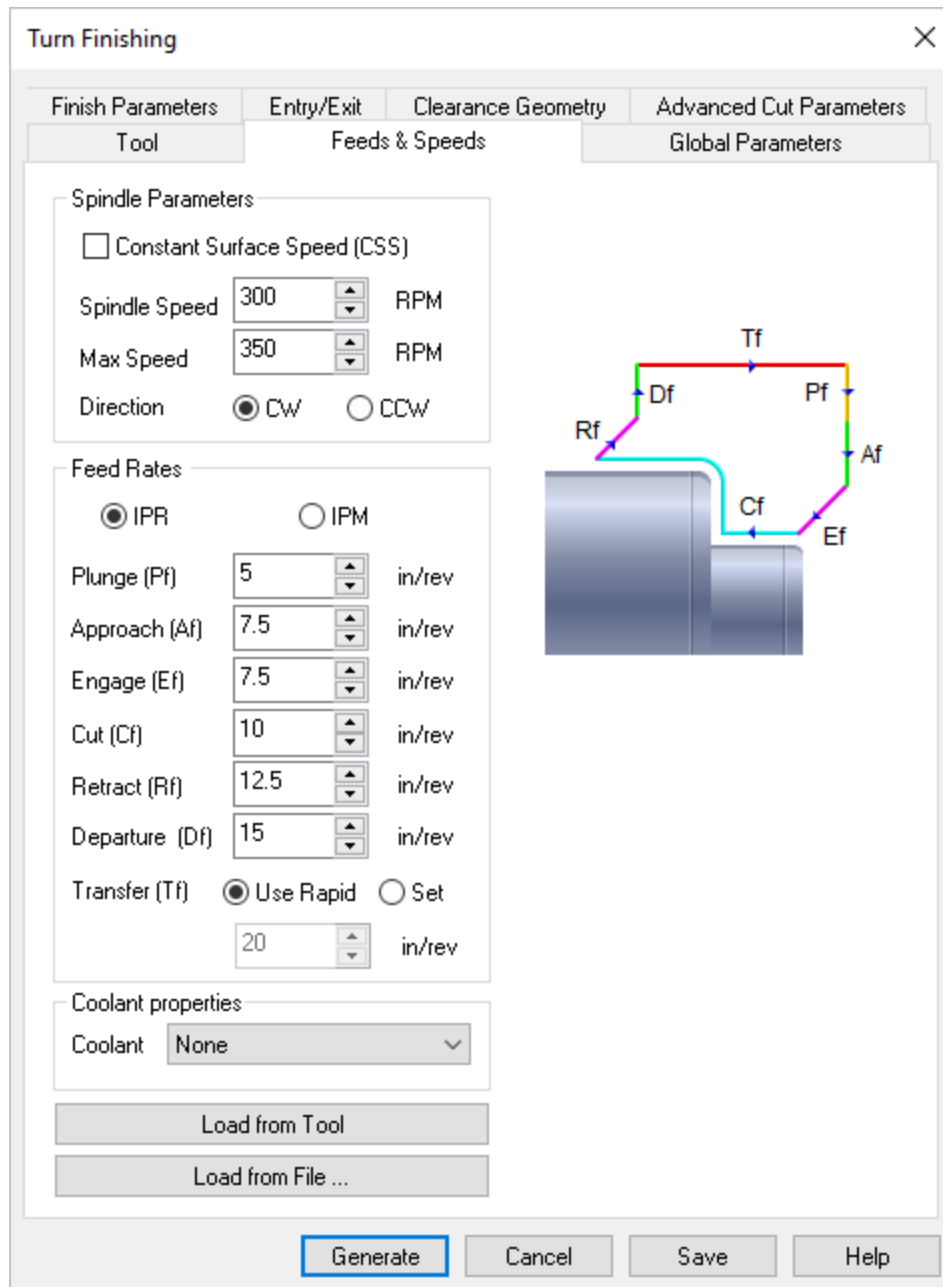 Turn Finishing
Finish Parameters Entry/Exit Clearance Geometry Advanced Cut Parameters
Tool Feeds & Speeds Global Parameters
Spindle Parameters
Constant Surface Speed (CSS)
Spindle Speed 300 RPM
Max Speed 350 RPM
Direction CW CCW
Feed Rates
IPR IPM
Plunge (Pf) 5 in/rev
Approach (Af) 7.5 in/rev
Engage (Ef) 7.5 in/rev
Cut (Cf) 10 in/rev
Retract (Rf) 12.5 in/rev
Departure (Df) 15 in/rev
Transfer (Tf) Use Rapid Set
20 in/rev
Coolant properties
Coolant None
Load from Tool
Load from File ...
Tf
Df Pf
Rf Af
Cf Ef
Generate Cancel Save Help